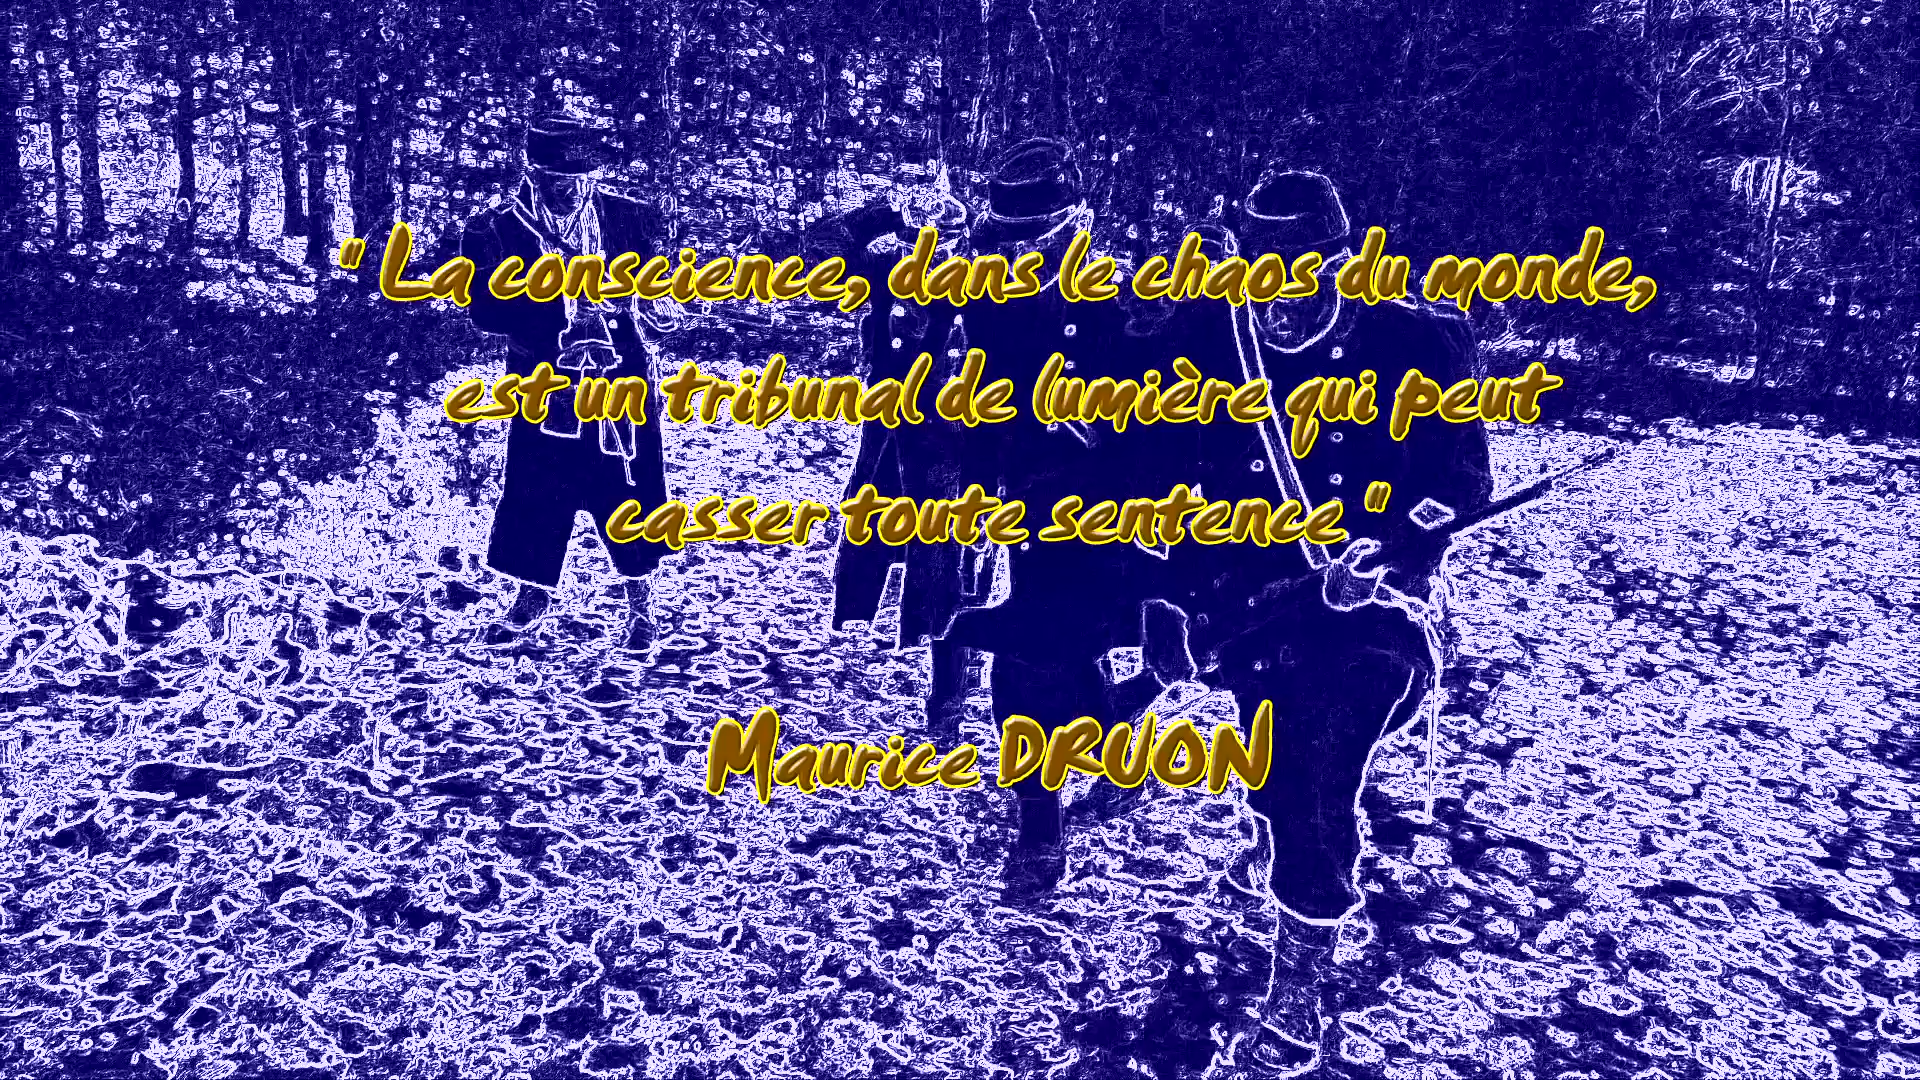 " La conscience, dans le chaos du monde,
est un tribunal de lumière qui peut
casser toute sentence "
Maurice DRUON